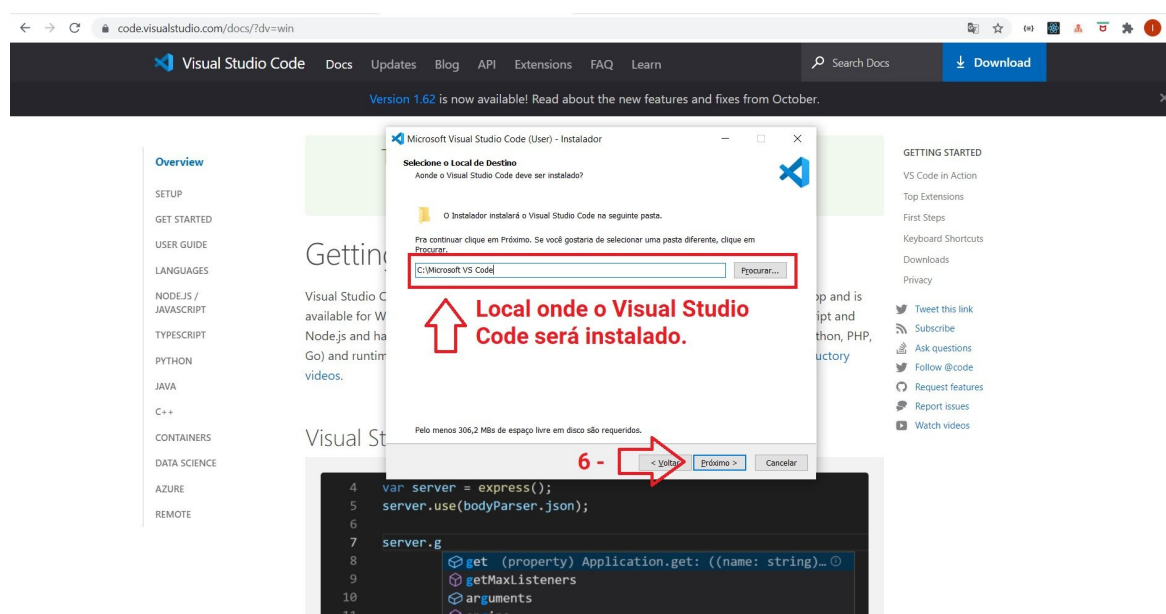 code.visualstudio.com/docs/?dv=win
Visual Studio Code Docs Updates Blog API Extensions FAQ Learn Search Docs Download
Version 1.62 is now available! Read about the new features and fixes from October.
Overview
SETUP
GET STARTED
USER GUIDE
LANGUAGES
NODE.JS /
JAVASCRIPT
TYPESCRIPT
PYTHON
JAVA
C++
CONTAINERS
DATA SCIENCE
AZURE
REMOTE
Microsoft Visual Studio Code (User) - Instalador
Selecione o Local de Destino
Aonde o Visual Studio Code deve ser instalado?
O Instalador instalará o Visual Studio Code na seguinte pasta.
Pra continuar clique em Próximo. Se você gostaria de selecionar uma pasta diferente, clique em
Procurar.
C:\Microsoft VS Code Procurar...
Local onde o Visual Studio
Code será instalado.
Pelo menos 306,2 MBs de espaço livre em disco são requeridos.
6 -
< Voltar Próximo > Cancelar
Visual Studio
available for
Node.js and
Go) and
videos.
and is
and
PHP,
Visual
4 var server = express();
5 server.use(bodyParser.json);
6
7 server.g
8 get (property) Application.get: ((name: string)…
9 getMaxListeners
10 arguments
GETTING STARTED
VS Code in Action
Top Extensions
First Steps
Keyboard Shortcuts
Downloads
Privacy
Tweet this link
Subscribe
Ask questions
Follow @code
Request features
Report issues
Watch videos